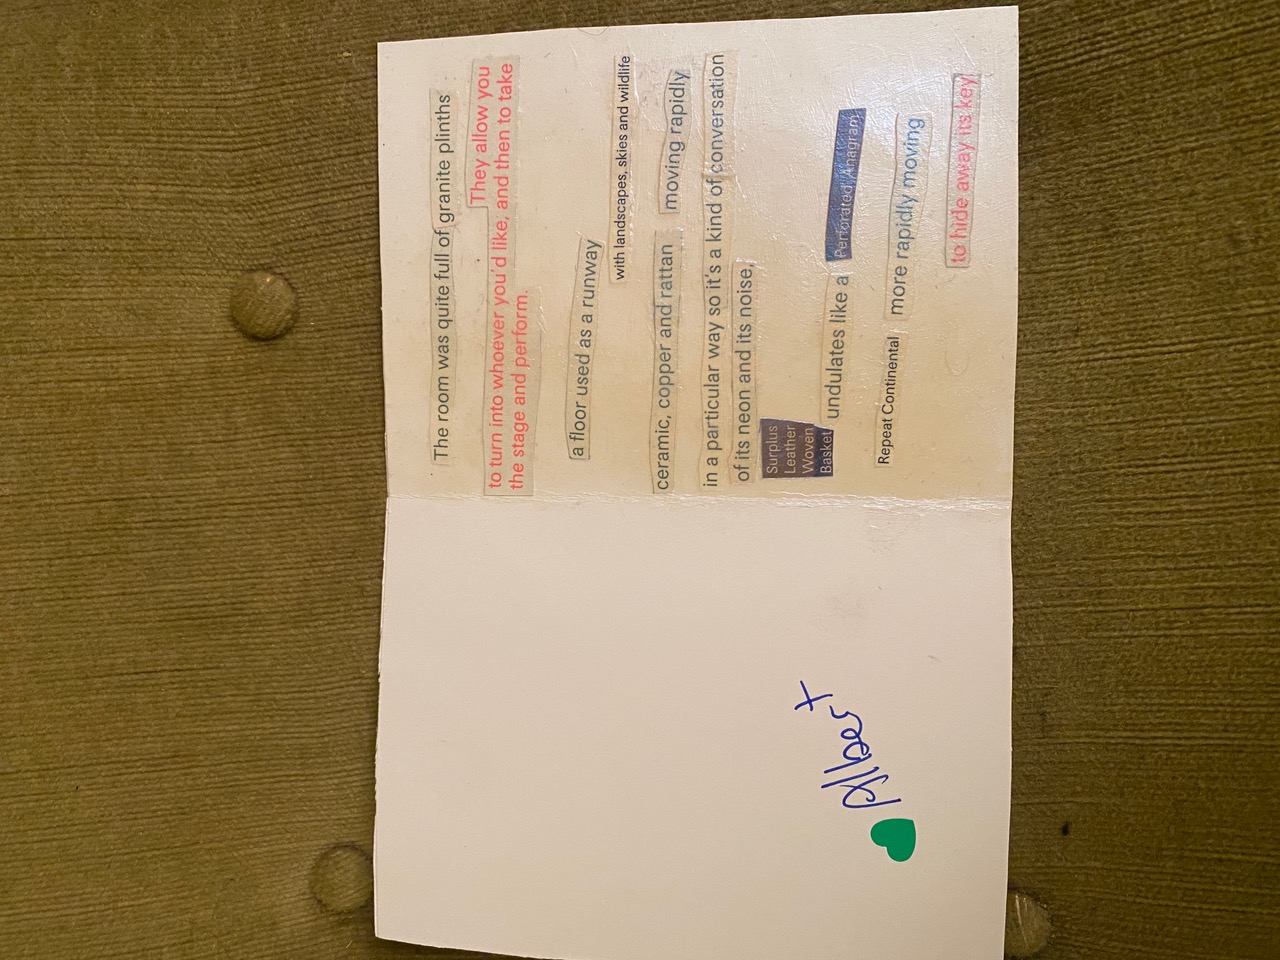 The room was quite full of granite plinths
They allow you
to turn into whoever you'd like, and then to take
the stage and perform.
a floor used as a runway
with landscapes, skies and wildlife
ceramic, copper and rattan moving rapidly
in a particular way so it's a kind of conversation
of its neon and its noise,
Surplus
Leather
Woven
Basket undulates like a Perforated Anagram
Repeat Continental more rapidly moving
to hide away its key
Albert